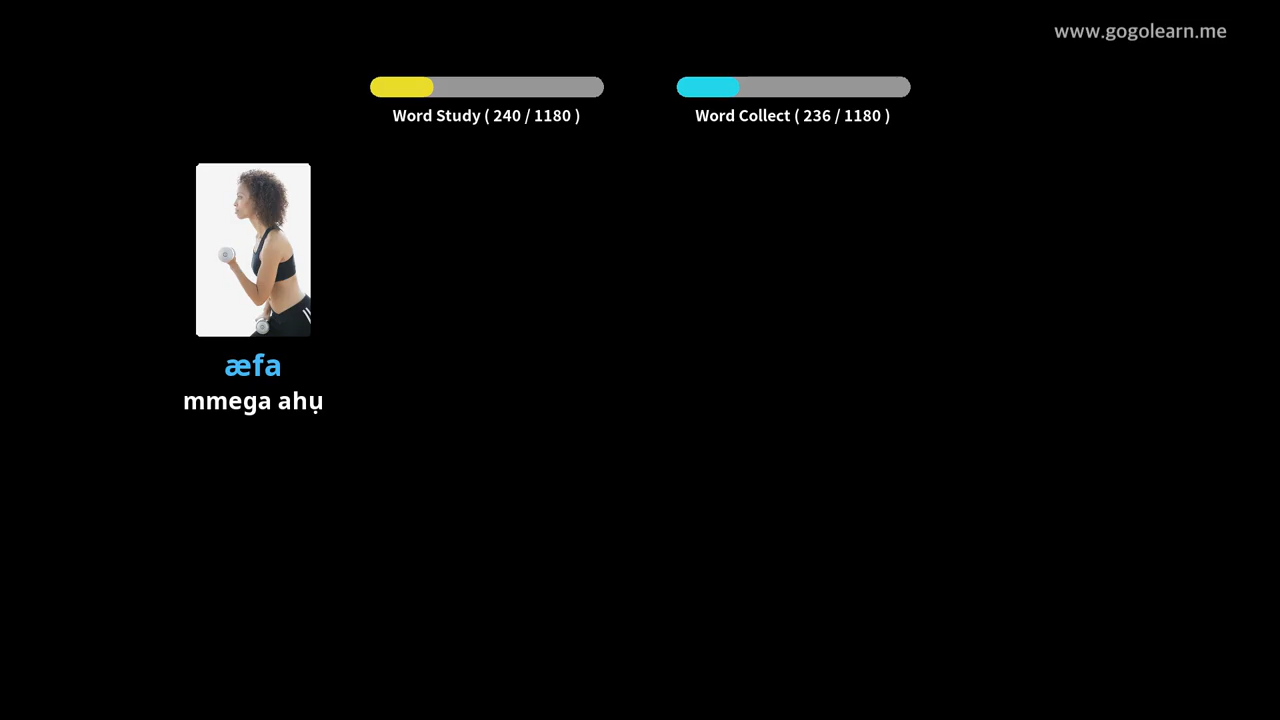 www.gogolearn.me
Word Study ( 240 / 1180 )
Word Collect ( 236 / 1180 )
æfa
mmega ahụ